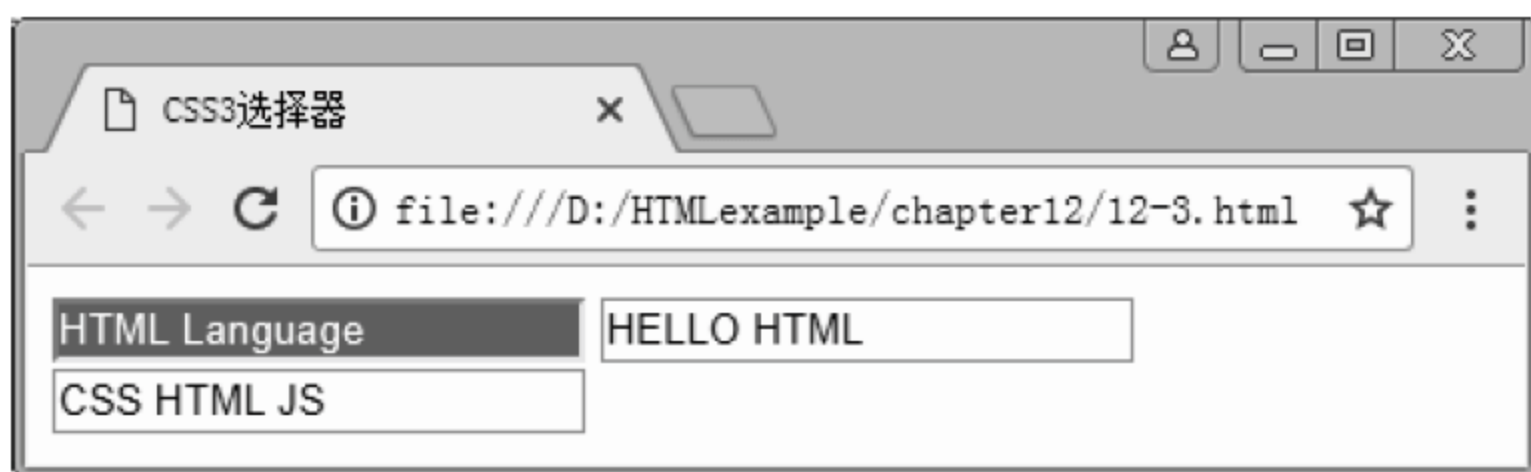 CSS3选择器
file:///D:/HTMLexample/chapter12/12-3.html
HTML Language HELLO HTML
CSS HTML JS